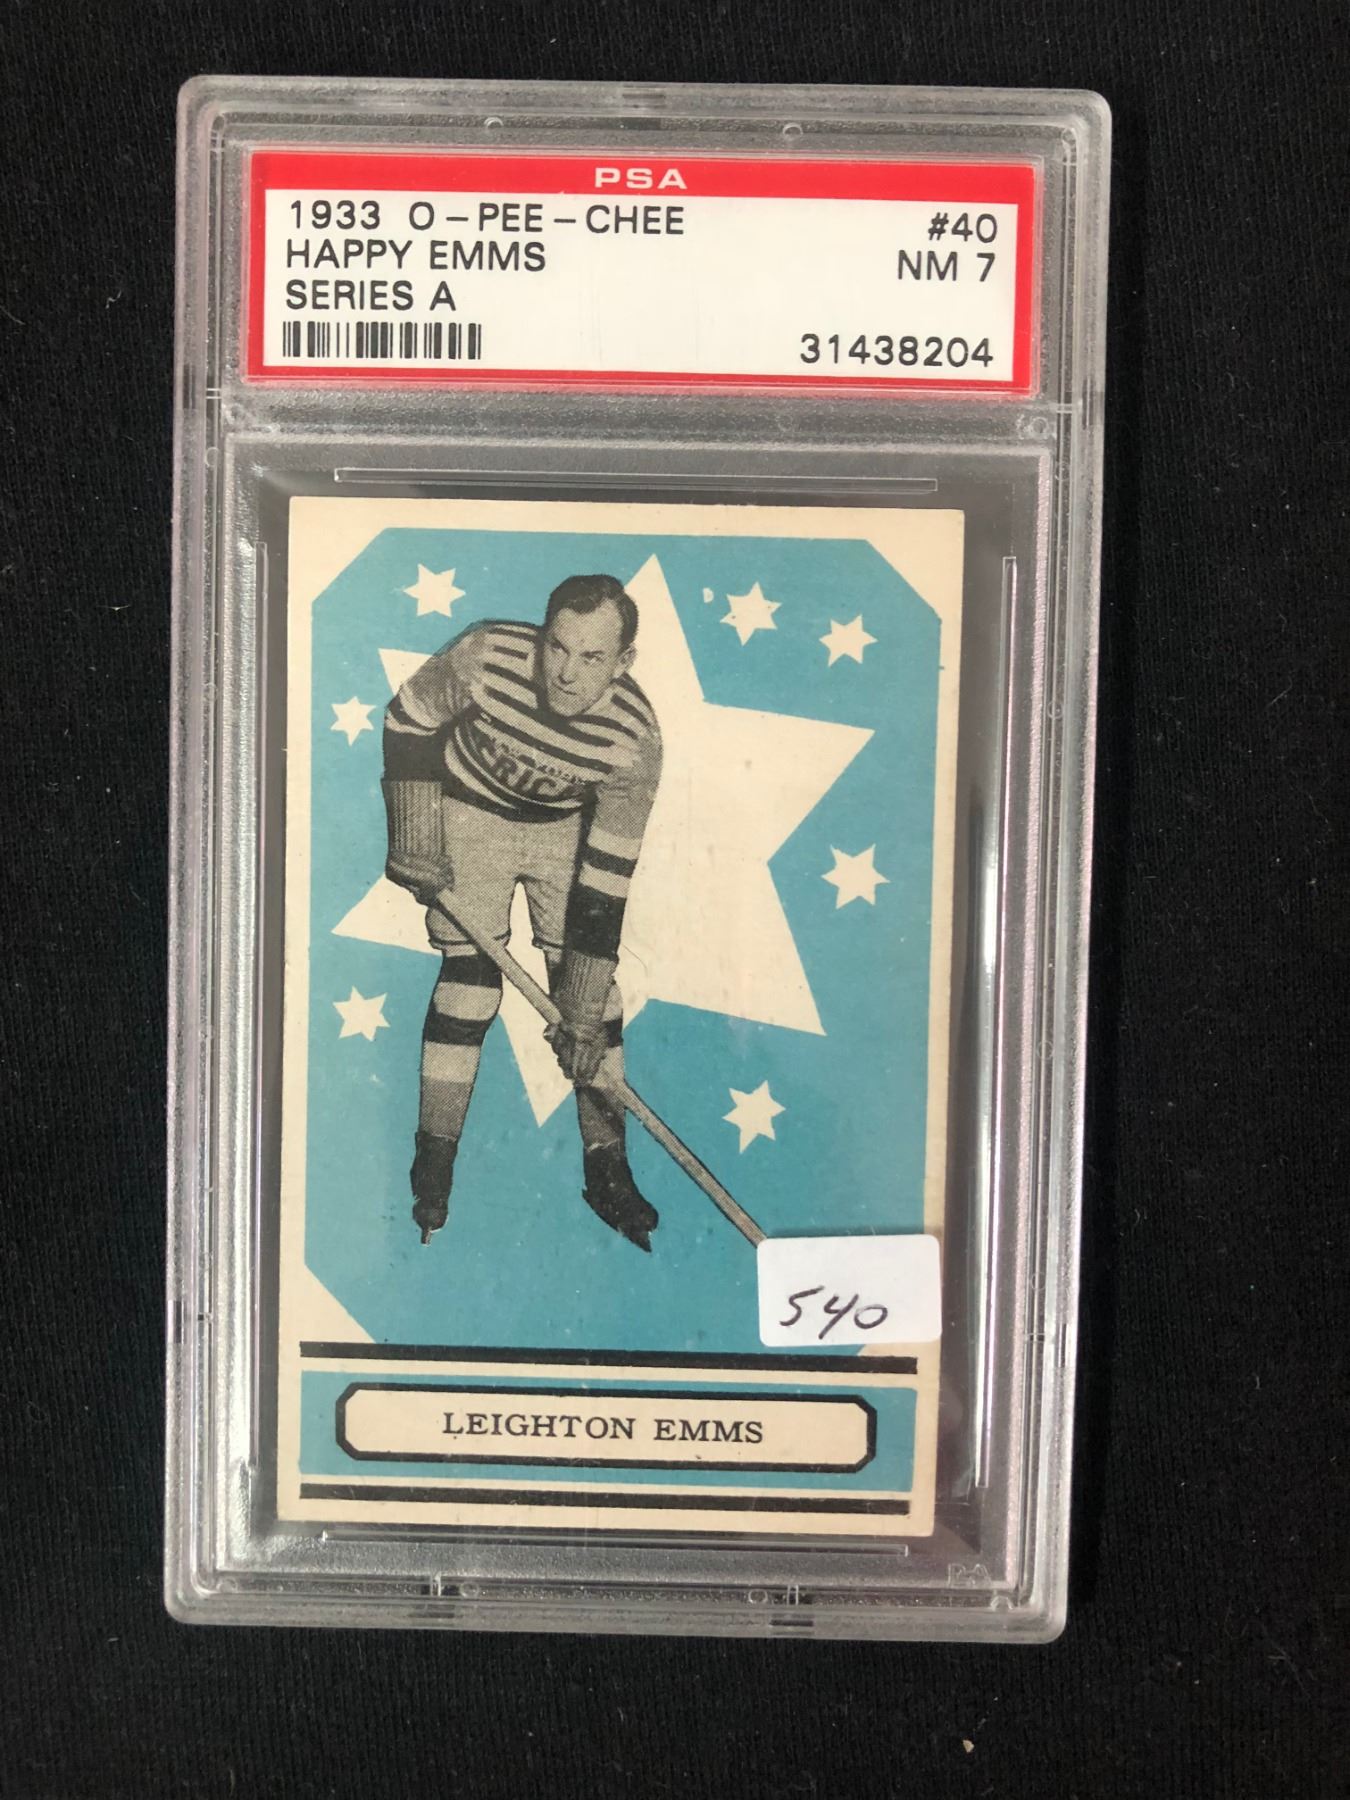 PSA
1933 O-PEE-CHEE #40
HAPPY EMMS NM 7
SERIES A
31438204
540
LEIGHTON EMMS